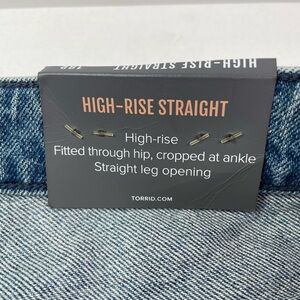 HIGH-RISE STRAIGHT
HIGH-RISE STRAIGHT
High-rise
Fitted through hip, cropped at ankle
Straight leg opening
TORRID.COM